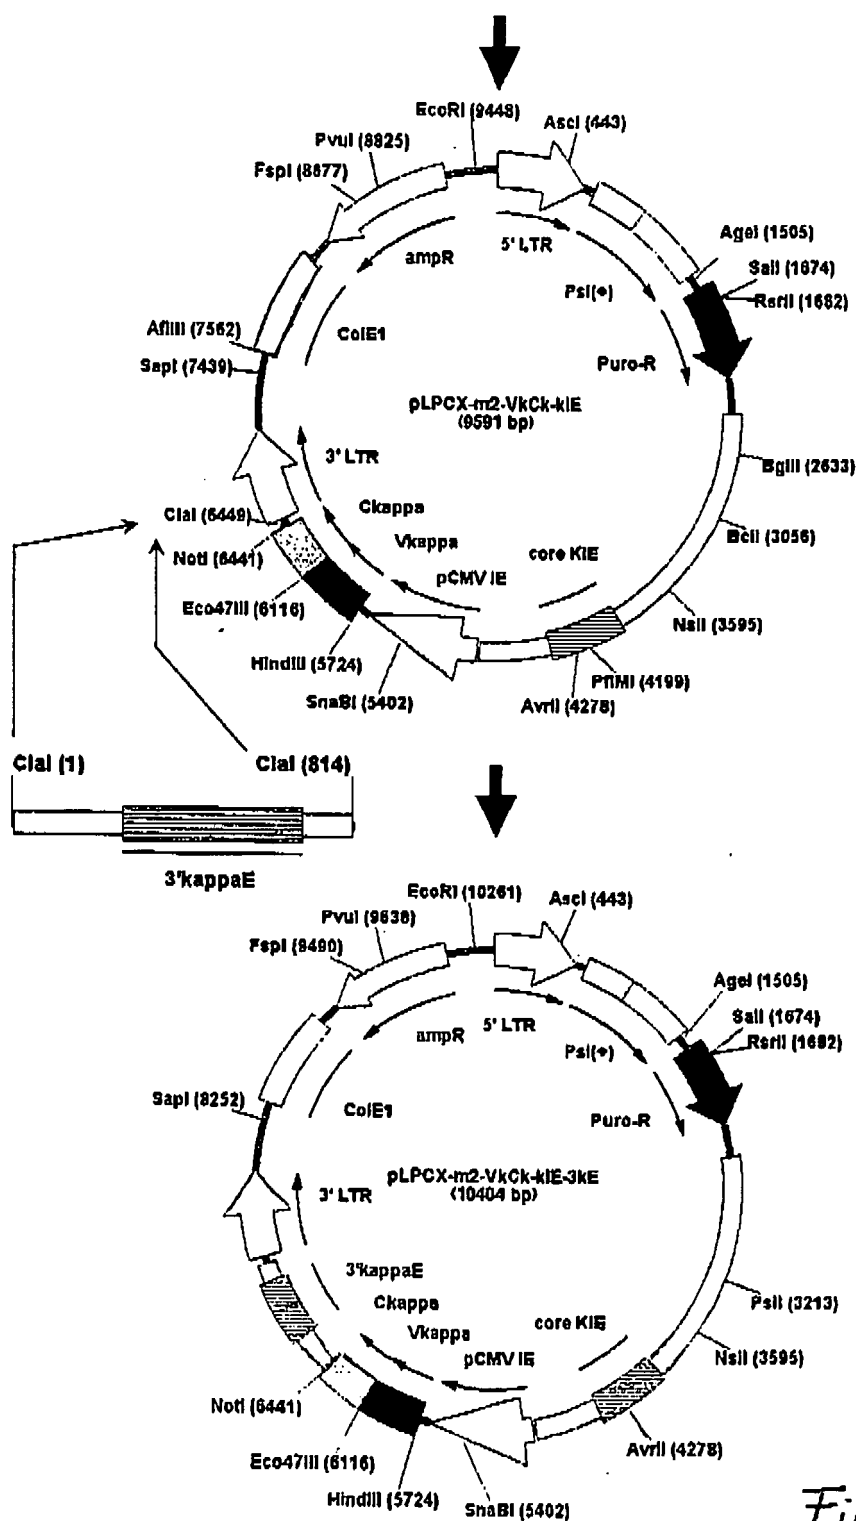 EcoRI (9448)
AscI (443)
PvuI (8825)
FspI (8677)
AgeI (1505)
SalI (1674)
RsrII (1682)
ampR
5' LTR
Psi(+)
AflIII (7562)
ColE1
SapI (7439)
Puro-R
pLPCX-m2-VkCk-kiE
(9591 bp)
3' LTR
BglII (2633)
Ckappa
ClaI (6449)
Vkappa
BclI (3056)
NotI (6441)
core KiE
pCMV IE
Eco47III (6116)
NsiI (3595)
HindIII (5724)
PflMI (4199)
SnaBI (5402)
AvrII (4278)
ClaI (1)
ClaI (814)
3'kappaE
EcoRI (10261)
AscI (443)
PvuI (9638)
FspI (9490)
AgeI (1505)
SalI (1674)
RsrII (1682)
ampR
5' LTR
Psi(+)
SapI (8252)
ColE1
Puro-R
pLPCX-m2-VkCk-kiE-3kE
(10404 bp)
3' LTR
3'kappaE
Ckappa
PsiI (3213)
Vkappa
core KiE
pCMV IE
NsiI (3595)
NotI (6441)
AvrII (4278)
Eco47III (6116)
HindIII (5724)
SnaBI (5402)